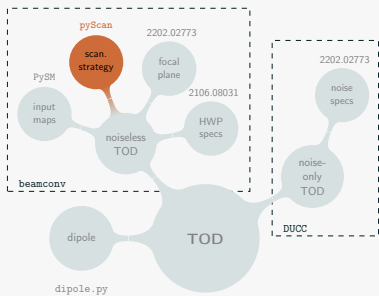 pyScan
scan.
strategy
2202.02773
focal
plane
PySM
input
maps
2106.08031
HWP
specs
noiseless
TOD
beamconv
2202.02773
noise
specs
noise-
only
TOD
DUCC
dipole
TOD
dipole.py